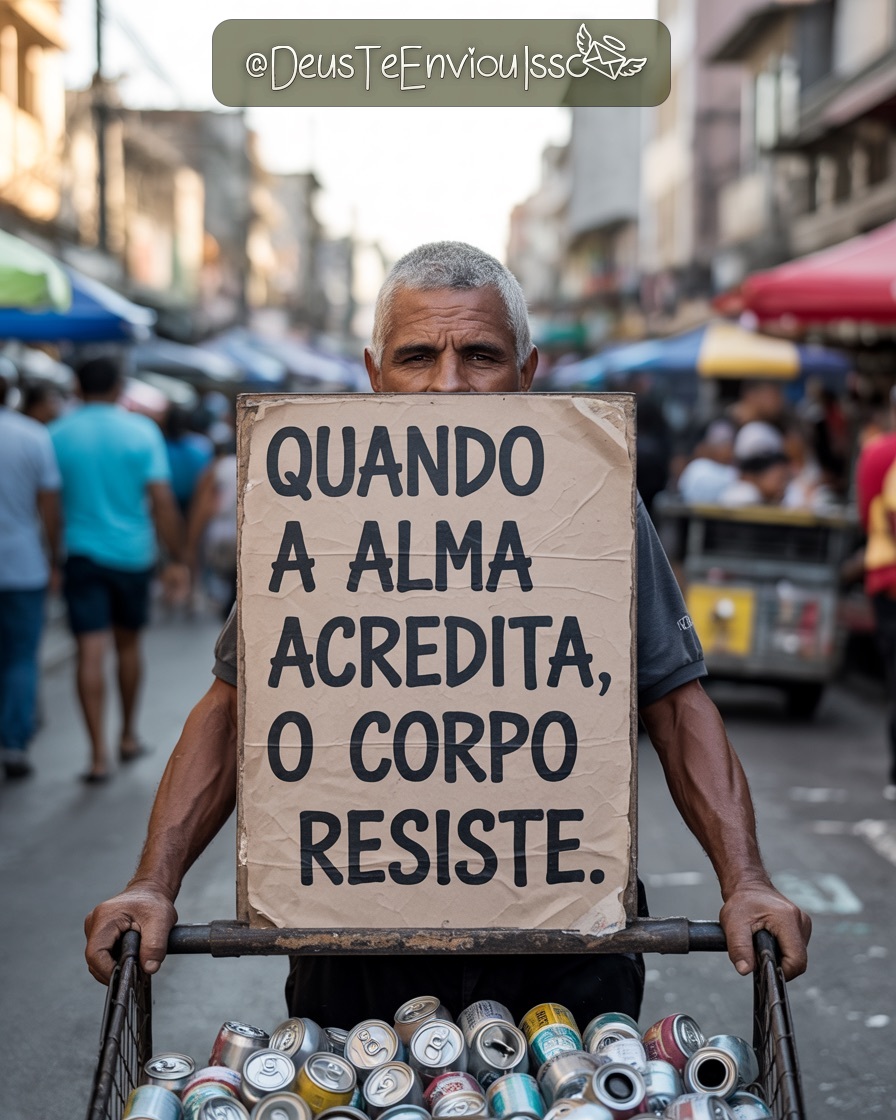 @DeusTeEnviouIsso
QUANDO
A ALMA
ACREDITA,
O CORPO
RESISTE.